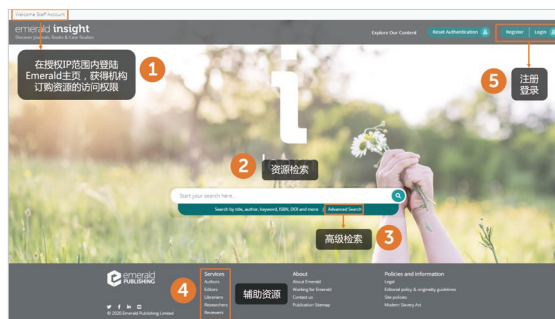 Welcome Staff Account
emerald insight
Discover Journals, Books & Case Studies
Explore Our Content
Reset Authentication
Register
Login
在授权IP范围内登陆
Emerald主页，获得机构
订购资源的访问权限
1
5
注册
登录
2
资源检索
Start your search here...
Search by title, author, keyword, ISBN, DOI and more
Advanced Search
高级检索
3
emerald
PUBLISHING
© 2020 Emerald Publishing Limited
4
Services
Authors
Editors
Librarians
Researchers
Reviewers
辅助资源
About
About Emerald
Working for Emerald
Contact us
Publication Sitemap
Policies and information
Legal
Editorial policy & originality guidelines
Site policies
Modern Slavery Act